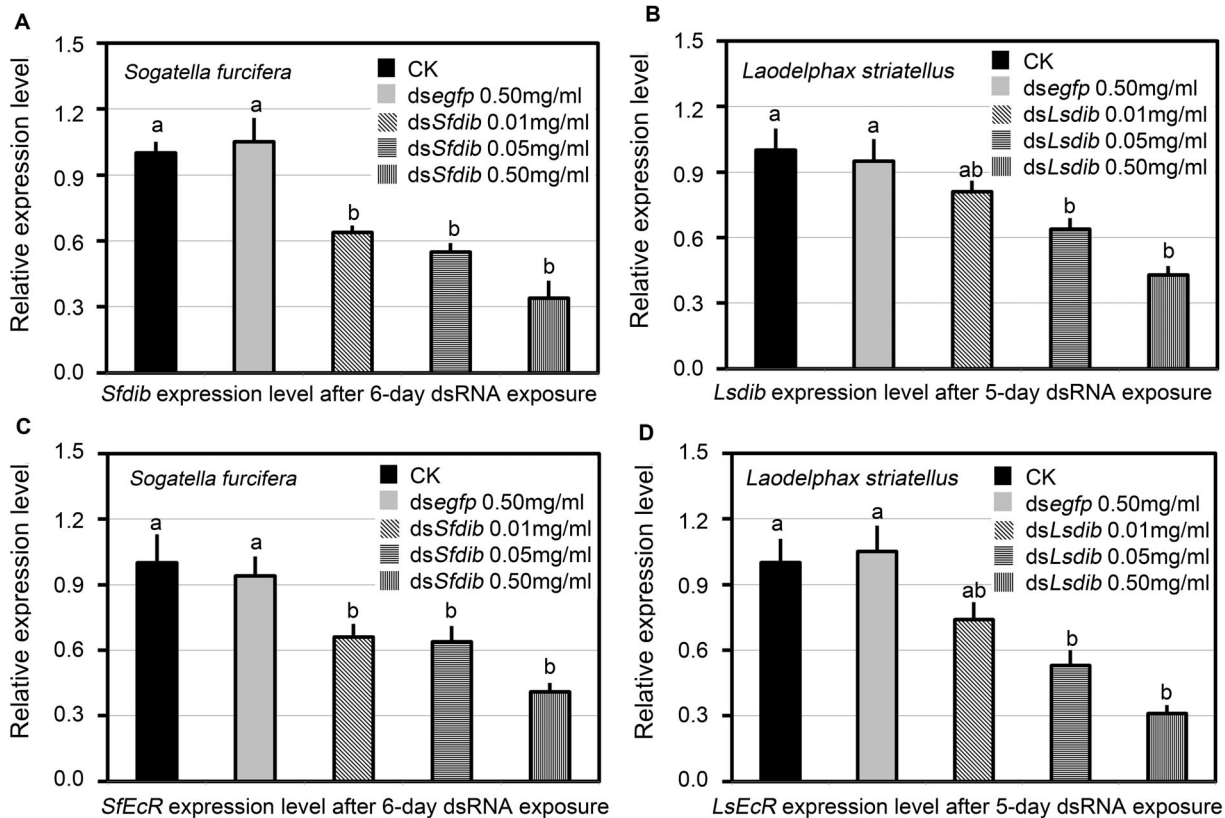 A
Relative expression level
1.5
1.2
0.9
0.6
0.3
0.0
Sogatella furcifera
CK
dsegfp 0.50mg/ml
dsSfdib 0.01mg/ml
dsSfdib 0.05mg/ml
dsSfdib 0.50mg/ml
a
a
b
b
b
Sfdib expression level after 6-day dsRNA exposure
B
Relative expression level
1.5
1.2
0.9
0.6
0.3
0.0
Laodelphax striatellus
CK
dsegfp 0.50mg/ml
dsLsdib 0.01mg/ml
dsLsdib 0.05mg/ml
dsLsdib 0.50mg/ml
a
a
ab
b
b
Lsdib expression level after 5-day dsRNA exposure
C
Relative expression level
1.5
1.2
0.9
0.6
0.3
0.0
Sogatella furcifera
CK
dsegfp 0.50mg/ml
dsSfdib 0.01mg/ml
dsSfdib 0.05mg/ml
dsSfdib 0.50mg/ml
a
a
b
b
b
SfEcR expression level after 6-day dsRNA exposure
D
Relative expression level
1.5
1.2
0.9
0.6
0.3
0.0
Laodelphax striatellus
CK
dsegfp 0.50mg/ml
dsLsdib 0.01mg/ml
dsLsdib 0.05mg/ml
dsLsdib 0.50mg/ml
a
a
ab
b
b
LsEcR expression level after 5-day dsRNA exposure